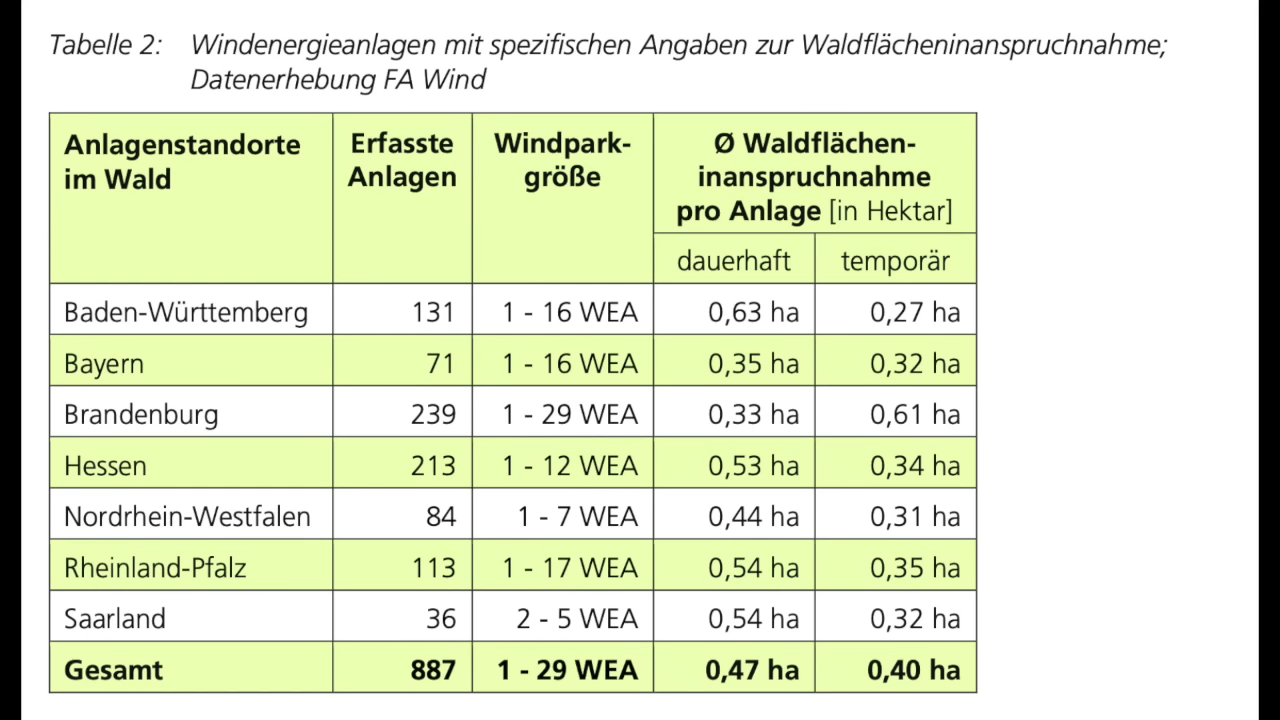 Tabelle 2: Windenergieanlagen mit spezifischen Angaben zur Waldflächeninanspruchnahme;
Datenerhebung FA Wind
Anlagenstandorte im Wald | Erfasste Anlagen | Windpark-größe | Ø Waldflächen-inanspruchnahme pro Anlage [in Hektar]
dauerhaft | temporär
Baden-Württemberg | 131 | 1 - 16 WEA | 0,63 ha | 0,27 ha
Bayern | 71 | 1 - 16 WEA | 0,35 ha | 0,32 ha
Brandenburg | 239 | 1 - 29 WEA | 0,33 ha | 0,61 ha
Hessen | 213 | 1 - 12 WEA | 0,53 ha | 0,34 ha
Nordrhein-Westfalen | 84 | 1 - 7 WEA | 0,44 ha | 0,31 ha
Rheinland-Pfalz | 113 | 1 - 17 WEA | 0,54 ha | 0,35 ha
Saarland | 36 | 2 - 5 WEA | 0,54 ha | 0,32 ha
Gesamt | 887 | 1 - 29 WEA | 0,47 ha | 0,40 ha